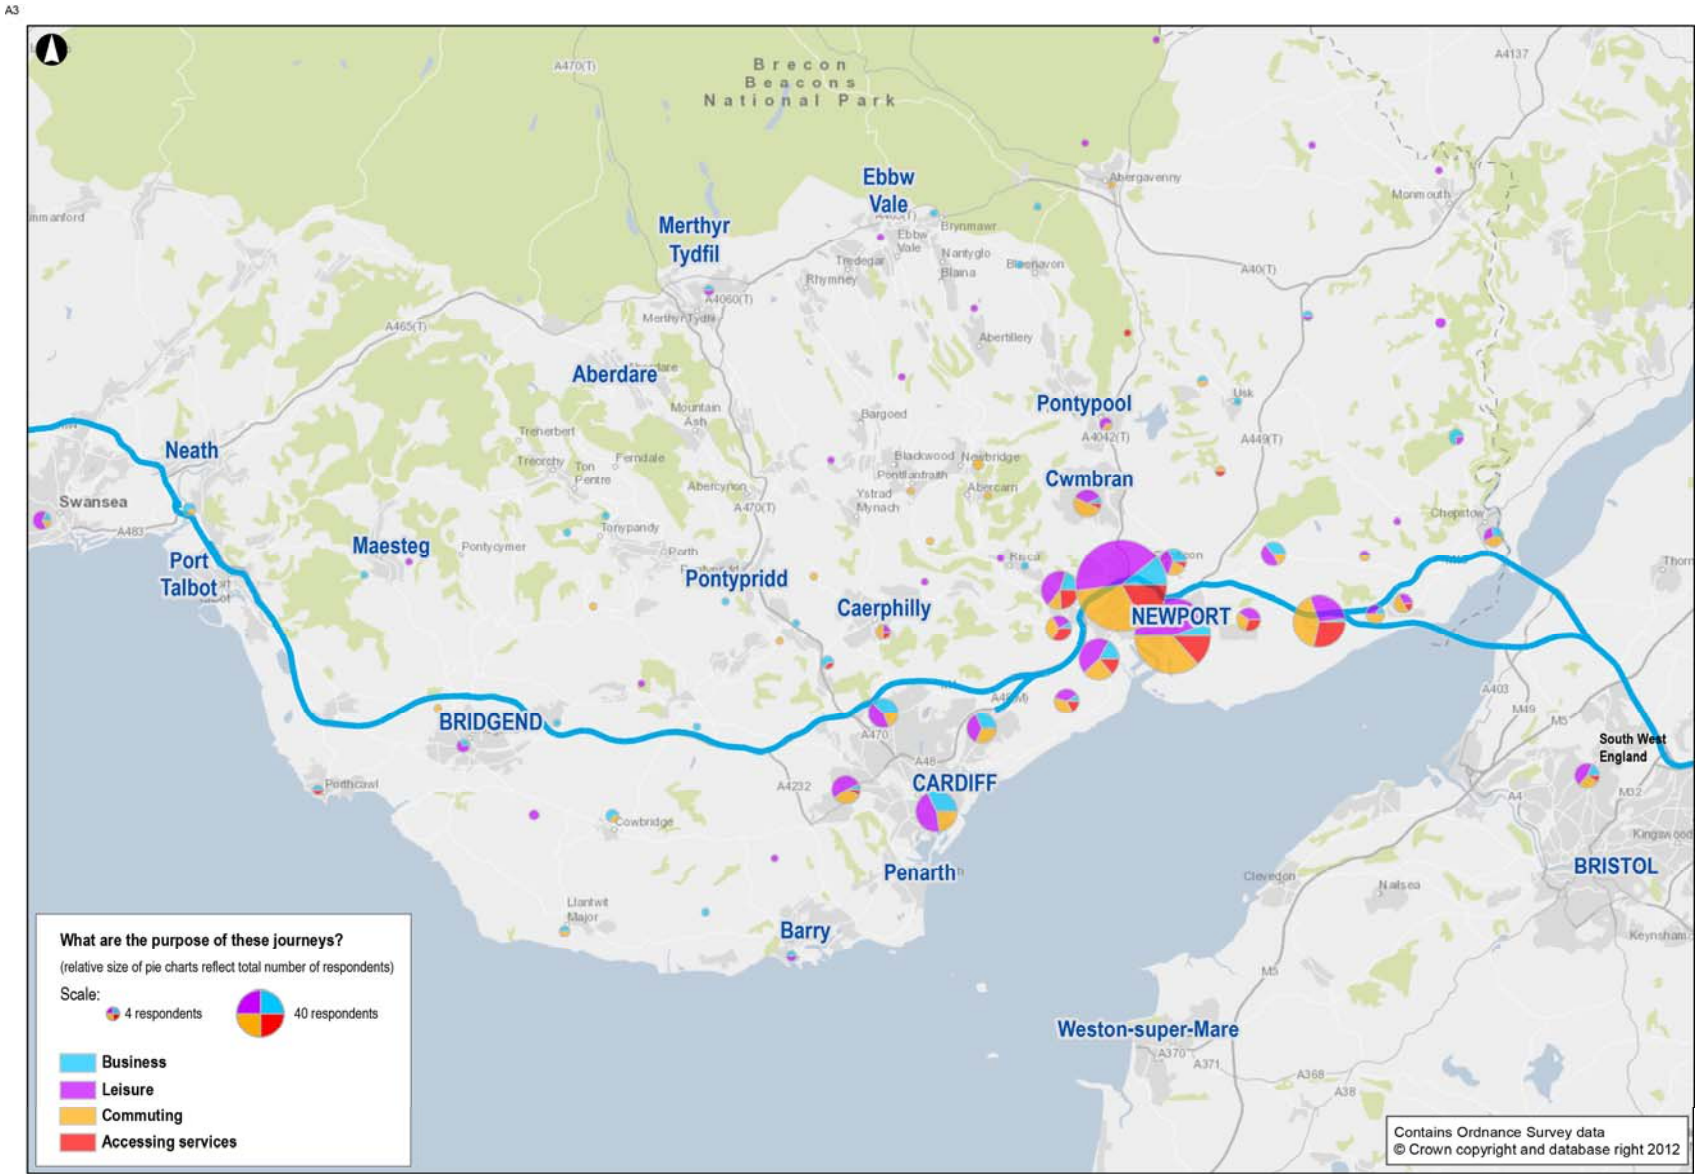 A3
A470(T)
A4137
Brecon
Beacons
National Park
Abergavenny
Monmouth
Ebbw
Vale
Brynmawr
Merthyr
Tydfil
Ebbw
Vale
Nantyglo
Tredegar
Blaina
Blaenavon
Rhymney
A40(T)
A4060(T)
Merthyr Tydfil
A465(T)
Abertillery
Aberdare
Mountain
Ash
Usk
Pontypool
A4042(T)
A449(T)
Bargoed
Treherbert
Neath
Treorchy
Ton
Pentre
Ferndale
Blackwood
Newbridge
Pontllanfraith
Abercynon
Abercarn
Cwmbran
Ystrad
Mynach
Swansea
A483
A470(T)
Chepstow
Tonypandy
Maesteg
Pontycymer
Porth
Port
Talbot
Risca
Pontypridd
Caerphilly
NEWPORT
A48(M)
A403
M49
M5
BRIDGEND
A470
A48
South West
England
Porthcawl
A4232
CARDIFF
A4
M32
Cowbridge
Kingswood
Penarth
Clevedon
Nailsea
BRISTOL
Llantwit
Major
Barry
Keynsham
M5
Weston-super-Mare
A370
A371
A368
A38
What are the purpose of these journeys?
(relative size of pie charts reflect total number of respondents)
Scale:
4 respondents
40 respondents
Business
Leisure
Commuting
Accessing services
Contains Ordnance Survey data
© Crown copyright and database right 2012